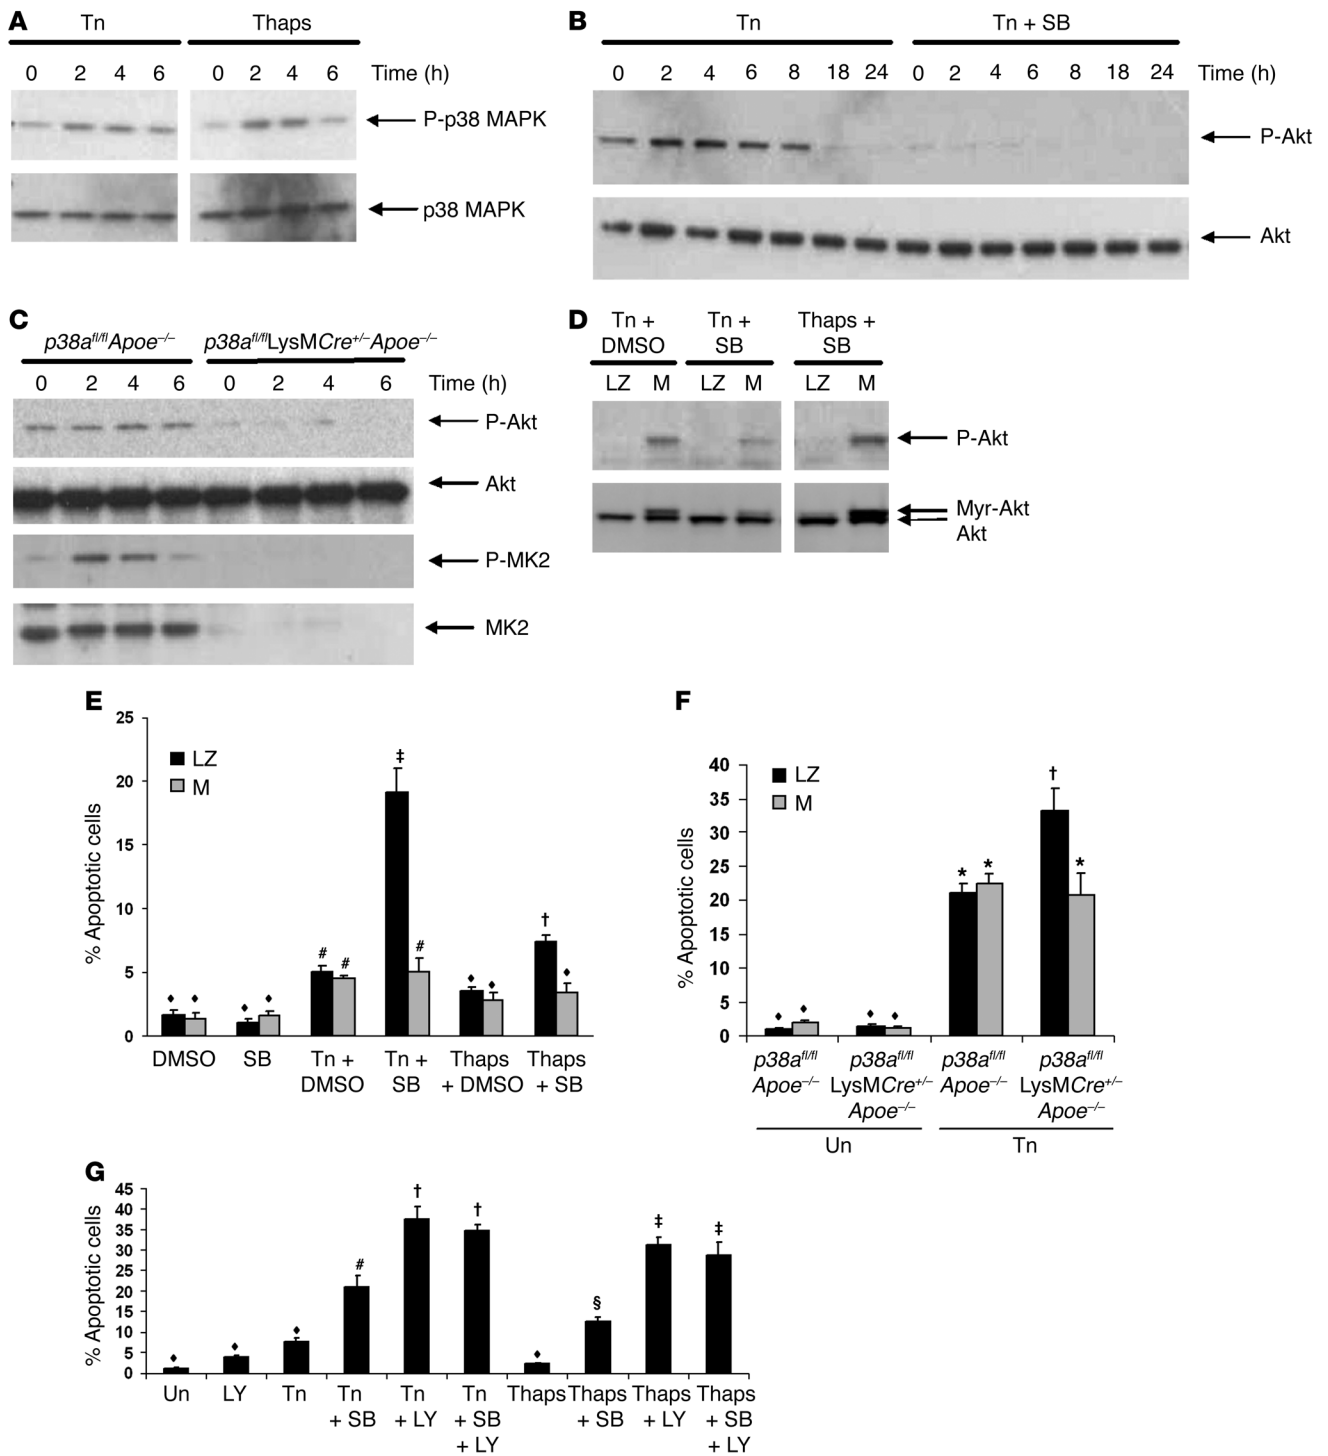 A
Tn Thaps
0 2 4 6 0 2 4 6 Time (h)
P-p38 MAPK
p38 MAPK
B
Tn Tn + SB
0 2 4 6 8 18 24 0 2 4 6 8 18 24 Time (h)
P-Akt
Akt
C
p38a^fl/fl Apoe^–/– p38a^fl/fl LysMCre^+/– Apoe^–/–
0 2 4 6 0 2 4 6 Time (h)
P-Akt
Akt
P-MK2
MK2
D
Tn + Tn + Thaps +
DMSO SB SB
LZ M LZ M LZ M
P-Akt
Myr-Akt
Akt
E
% Apoptotic cells
25
20
15
10
5
0
LZ
M
♦ ♦ ♦ ♦ # # ‡ # ♦ ♦ † ♦
DMSO SB Tn + Tn + Thaps Thaps
DMSO SB + DMSO + SB
F
% Apoptotic cells
40
35
30
25
20
15
10
5
0
LZ
M
♦ ♦ ♦ ♦ * * † *
p38a^fl/fl p38a^fl/fl p38a^fl/fl p38a^fl/fl
Apoe^–/– LysMCre^+/– Apoe^–/– LysMCre^+/–
Apoe^–/– Apoe^–/–
Un Tn
G
% Apoptotic cells
45
40
35
30
25
20
15
10
5
0
♦ ♦ ♦ # † † ♦ § ‡ ‡
Un LY Tn Tn Tn Tn Thaps Thaps Thaps Thaps
+ SB + LY + SB + SB + LY + SB
+ LY + LY